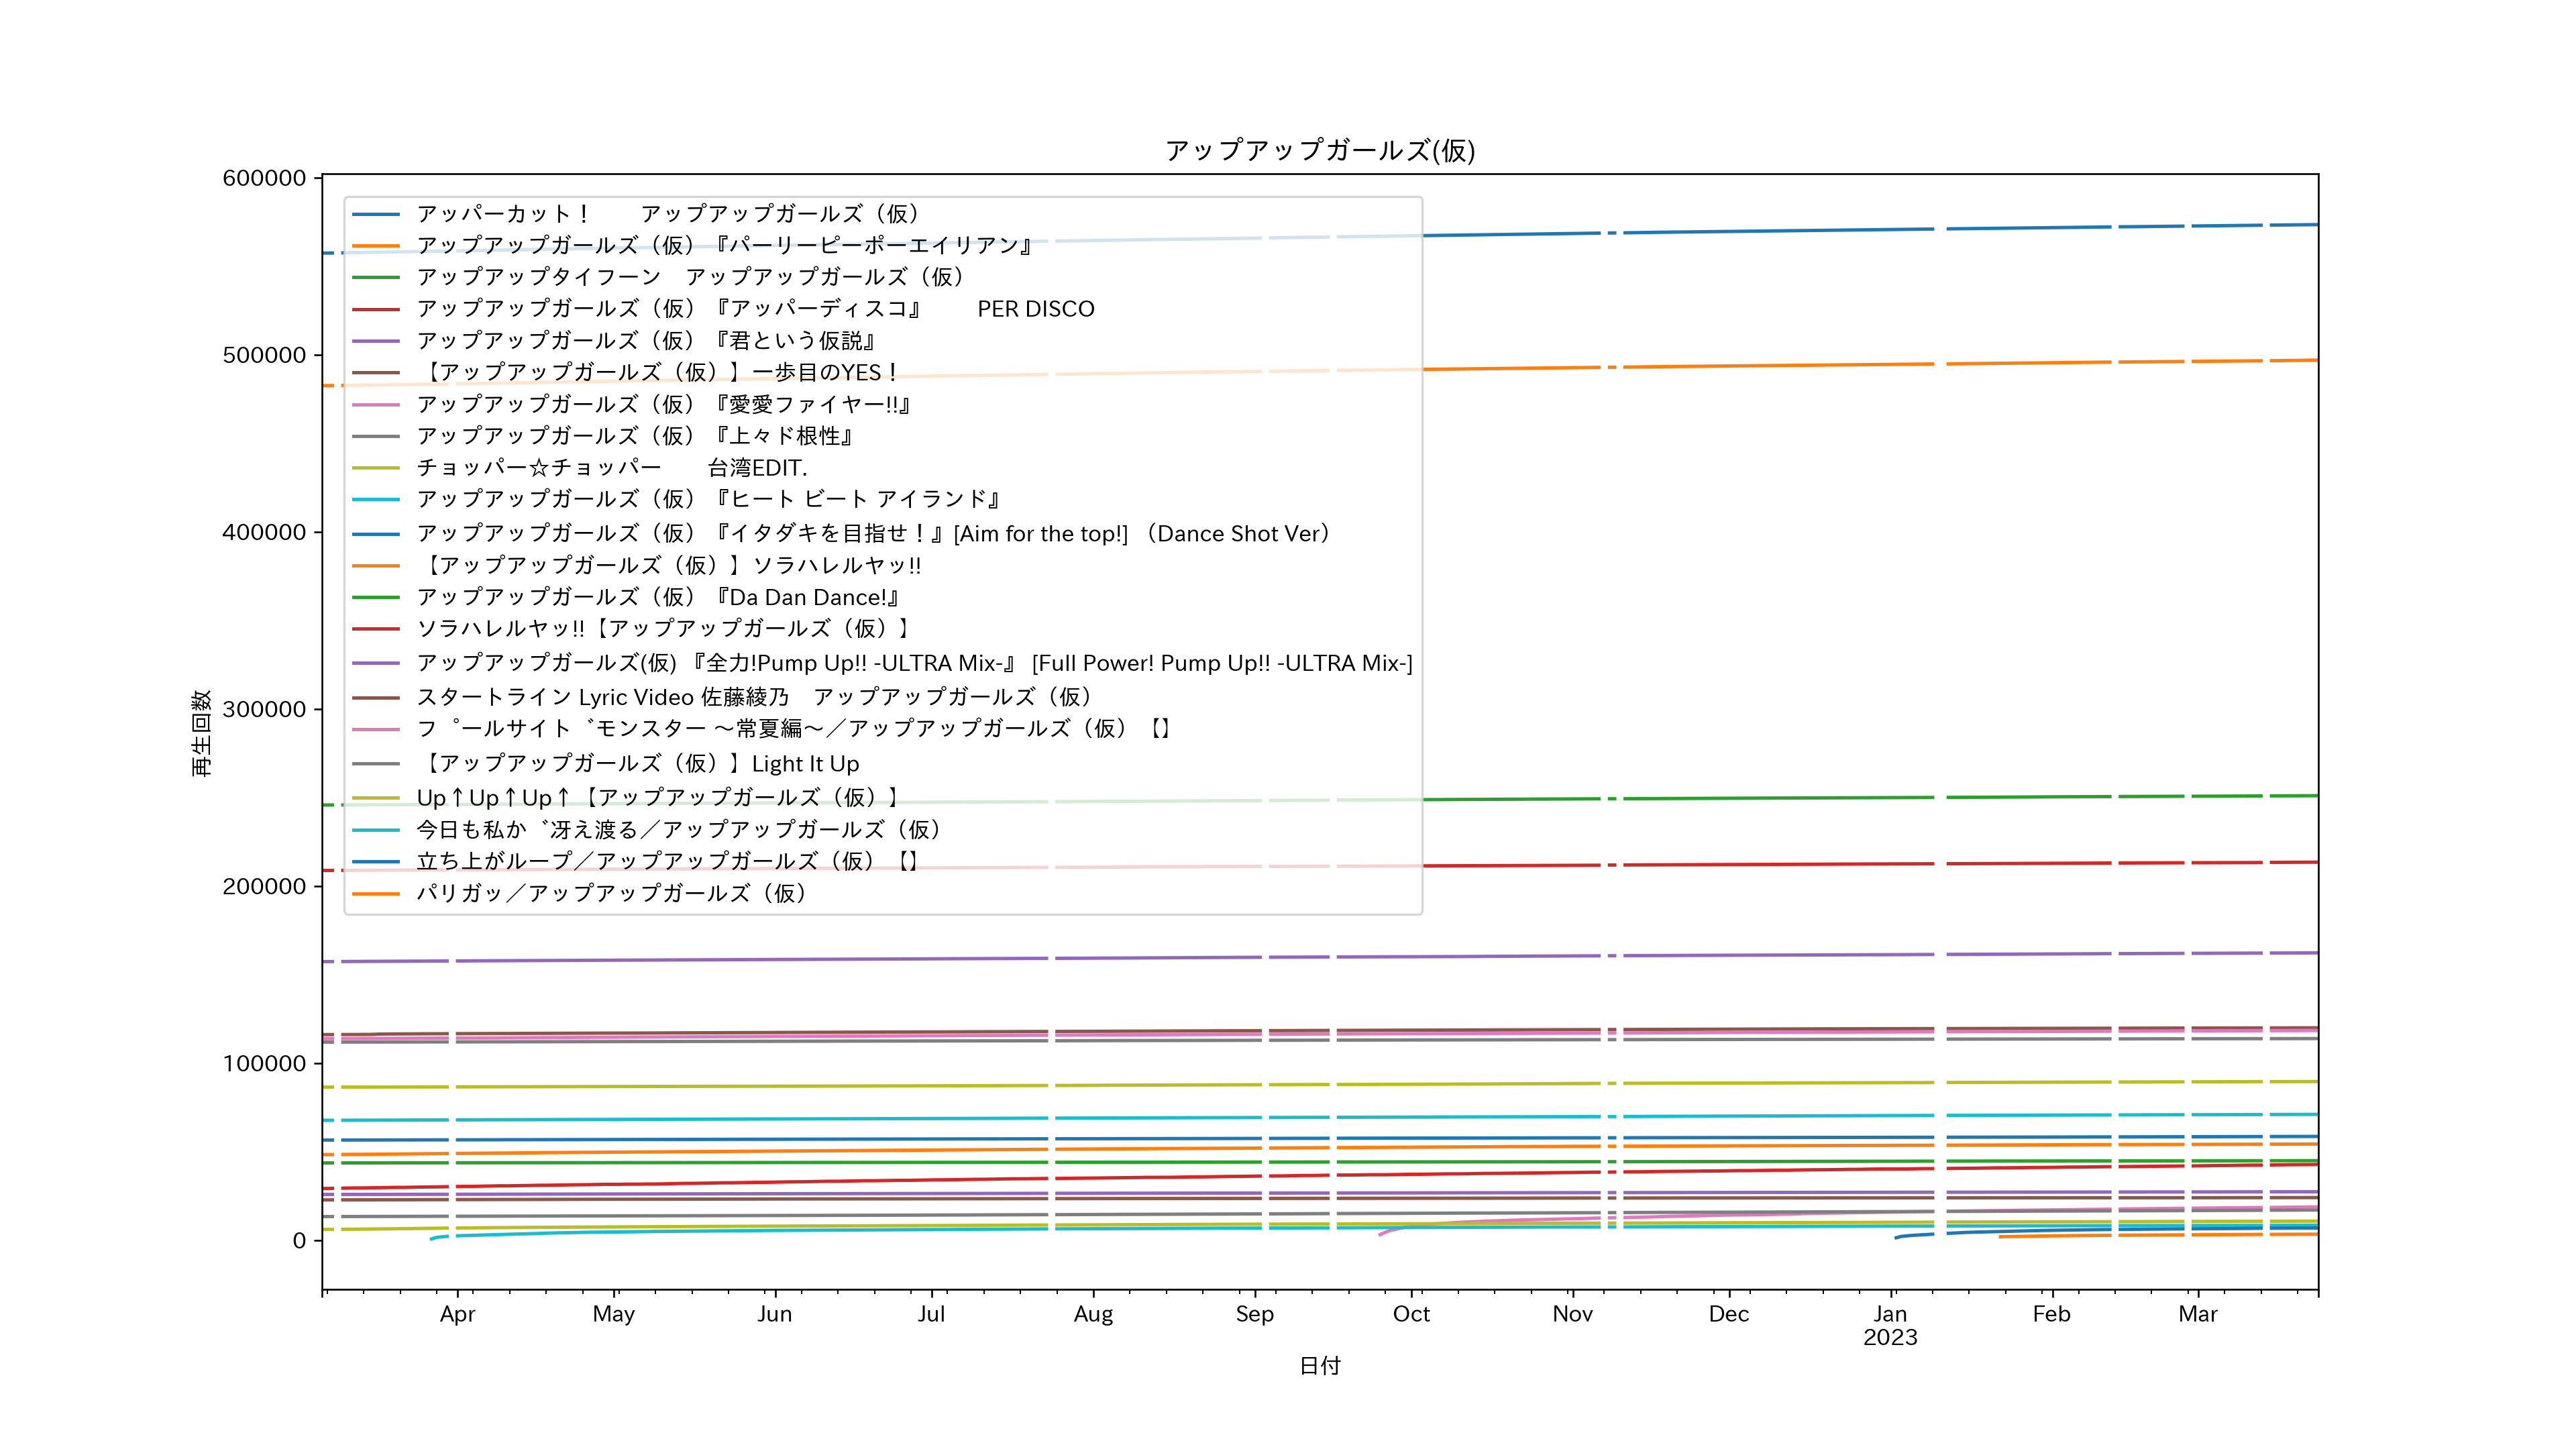 アップアップガールズ(仮)
600000
500000
400000
300000
200000
100000
0
再生回数
アッパーカット！　　アップアップガールズ（仮）
アップアップガールズ（仮）『パーリーピーポーエイリアン』
アップアップタイフーン　アップアップガールズ（仮）
アップアップガールズ（仮）『アッパーディスコ』　　PER DISCO
アップアップガールズ（仮）『君という仮説』
【アップアップガールズ（仮）】一歩目のYES！
アップアップガールズ（仮）『愛愛ファイヤー!!』
アップアップガールズ（仮）『上々ド根性』
チョッパー☆チョッパー　　台湾EDIT.
アップアップガールズ（仮）『ヒート ビート アイランド』
アップアップガールズ（仮）『イタダキを目指せ！』[Aim for the top!] （Dance Shot Ver）
【アップアップガールズ（仮）】ソラハレルヤッ!!
アップアップガールズ（仮）『Da Dan Dance!』
ソラハレルヤッ!!【アップアップガールズ（仮）】
アップアップガールズ(仮) 『全力!Pump Up!! -ULTRA Mix-』 [Full Power! Pump Up!! -ULTRA Mix-]
スタートライン Lyric Video 佐藤綾乃　アップアップガールズ（仮）
フ゜ールサイト゛モンスター ～常夏編～／アップアップガールズ（仮）【】
【アップアップガールズ（仮）】Light It Up
Up↑Up↑Up↑【アップアップガールズ（仮）】
今日も私か゛冴え渡る／アップアップガールズ（仮）
立ち上がループ／アップアップガールズ（仮）【】
パリガッ／アップアップガールズ（仮）
Apr May Jun Jul Aug Sep Oct Nov Dec Jan Feb Mar
2023
日付